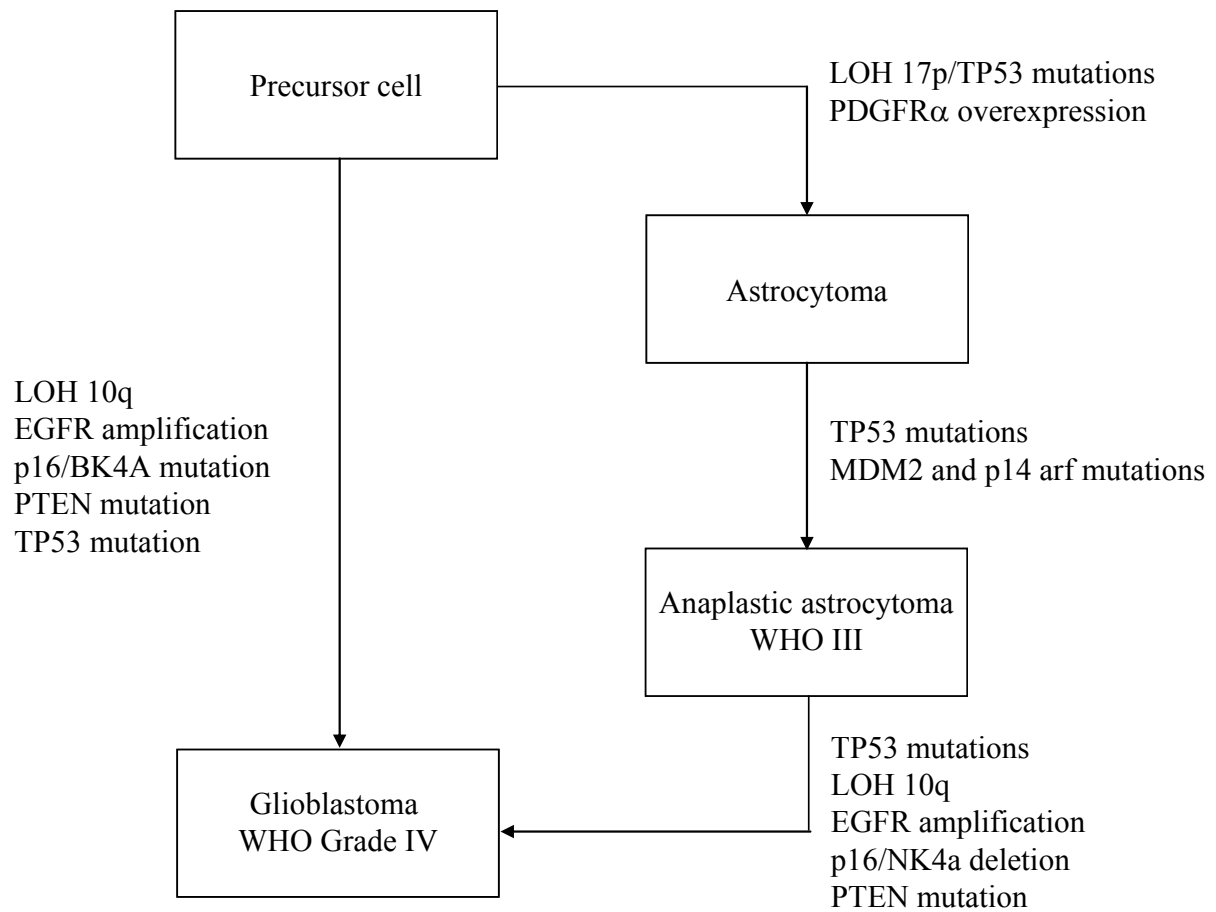 Precursor cell
LOH 17p/TP53 mutations
PDGFRα overexpression
Astrocytoma
LOH 10q
EGFR amplification
p16/BK4A mutation
PTEN mutation
TP53 mutation
TP53 mutations
MDM2 and p14 arf mutations
Anaplastic astrocytoma
WHO III
Glioblastoma
WHO Grade IV
TP53 mutations
LOH 10q
EGFR amplification
p16/NK4a deletion
PTEN mutation